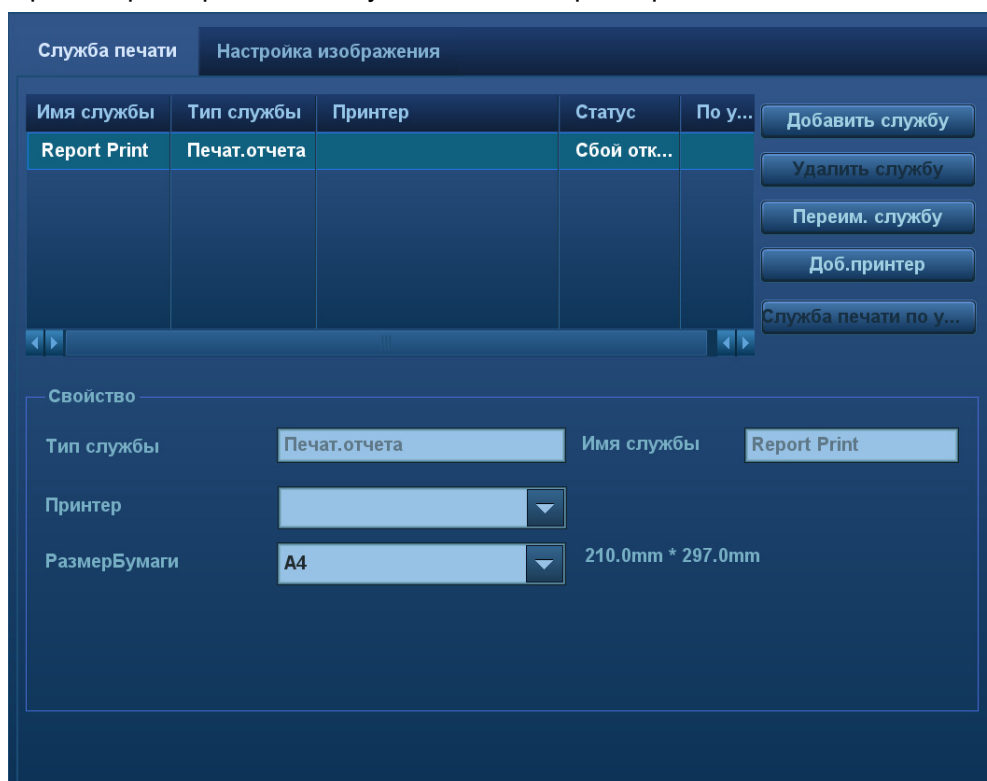 Служба печати Настройка изображения
Имя службы Тип службы Принтер Статус По у...
Report Print Печат.отчета Сбой отк...
Добавить службу
Удалить службу
Переим. службу
Доб.принтер
Служба печати по у...
Свойство
Тип службы Печат.отчета Имя службы Report Print
Принтер
РазмерБумаги A4 210.0mm * 297.0mm